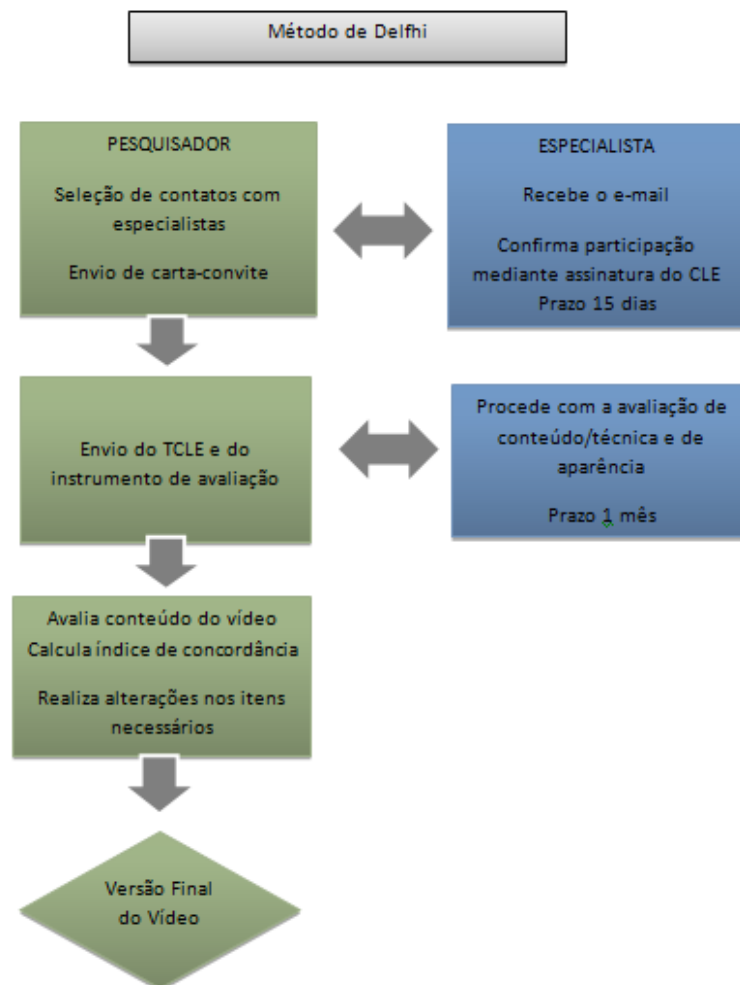 Método de Delfhi
PESQUISADOR
Seleção de contatos com
especialistas
Envio de carta-convite
ESPECIALISTA
Recebe o e-mail
Confirma participação
mediante assinatura do CLE
Prazo 15 dias
Envio do TCLE e do
instrumento de avaliação
Procede com a avaliação de
conteúdo/técnica e de
aparência
Prazo 1 mês
Avalia conteúdo do vídeo
Calcula índice de concordância
Realiza alterações nos itens
necessários
Versão Final
do Vídeo